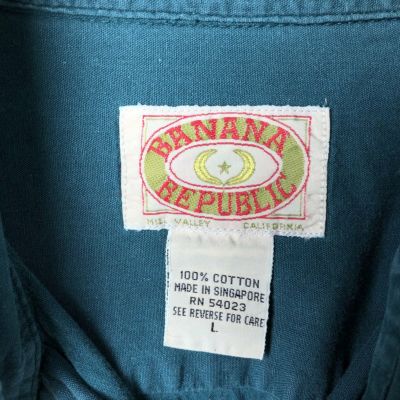 BANANA
REPUBLIC
MILL VALLEY CALIFORNIA
100% COTTON
MADE IN SINGAPORE
RN 54023
SEE REVERSE FOR CARE
L